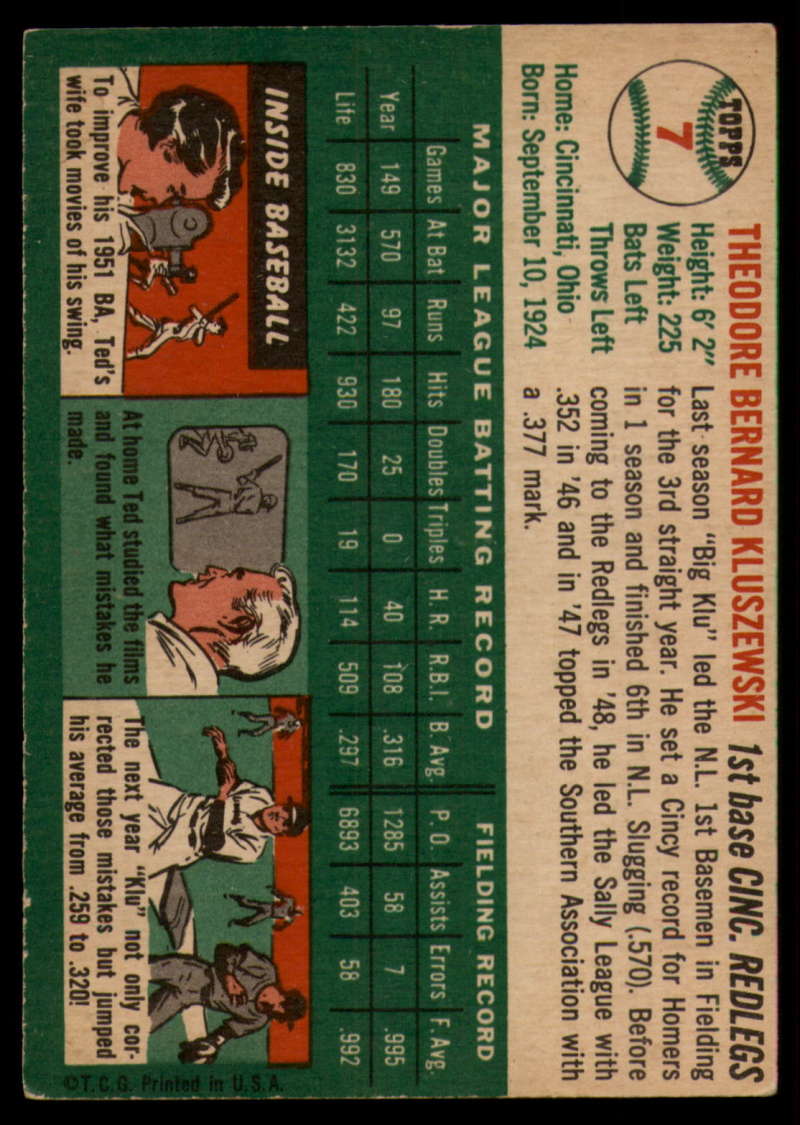 TOPPS
7
THEODORE BERNARD KLUSZEWSKI 1st base CINC. REDLEGS
Height: 6' 2"
Weight: 225
Bats Left
Throws Left
Home: Cincinnati, Ohio
Born: September 10, 1924
Last season "Big Klu" led the N.L. 1st Basemen in Fielding
for the 3rd straight year. He set a Cincy record for Homers
in 1 season and finished 6th in N.L. Slugging (.570). Before
coming to the Redlegs in '48, he led the Sally League with
.352 in '46 and in '47 topped the Southern Association with
a .377 mark.
MAJOR LEAGUE BATTING RECORD FIELDING RECORD
Games At Bat Runs Hits Doubles Triples H. R. R.B.I. B. Avg. P. O. Assists Errors F. Avg.
Year 149 570 97 180 25 0 40 108 .316 1285 58 7 .995
Life 830 3132 422 930 170 19 114 509 .297 6893 403 58 .992
INSIDE BASEBALL
C
To improve his 1951 BA, Ted's
wife took movies of his swing.
At home Ted studied the films
and found what mistakes he
made.
The next year "Klu" not only cor-
rected those mistakes but jumped
his average from .259 to .320!
©T.C.G. Printed in U.S.A.